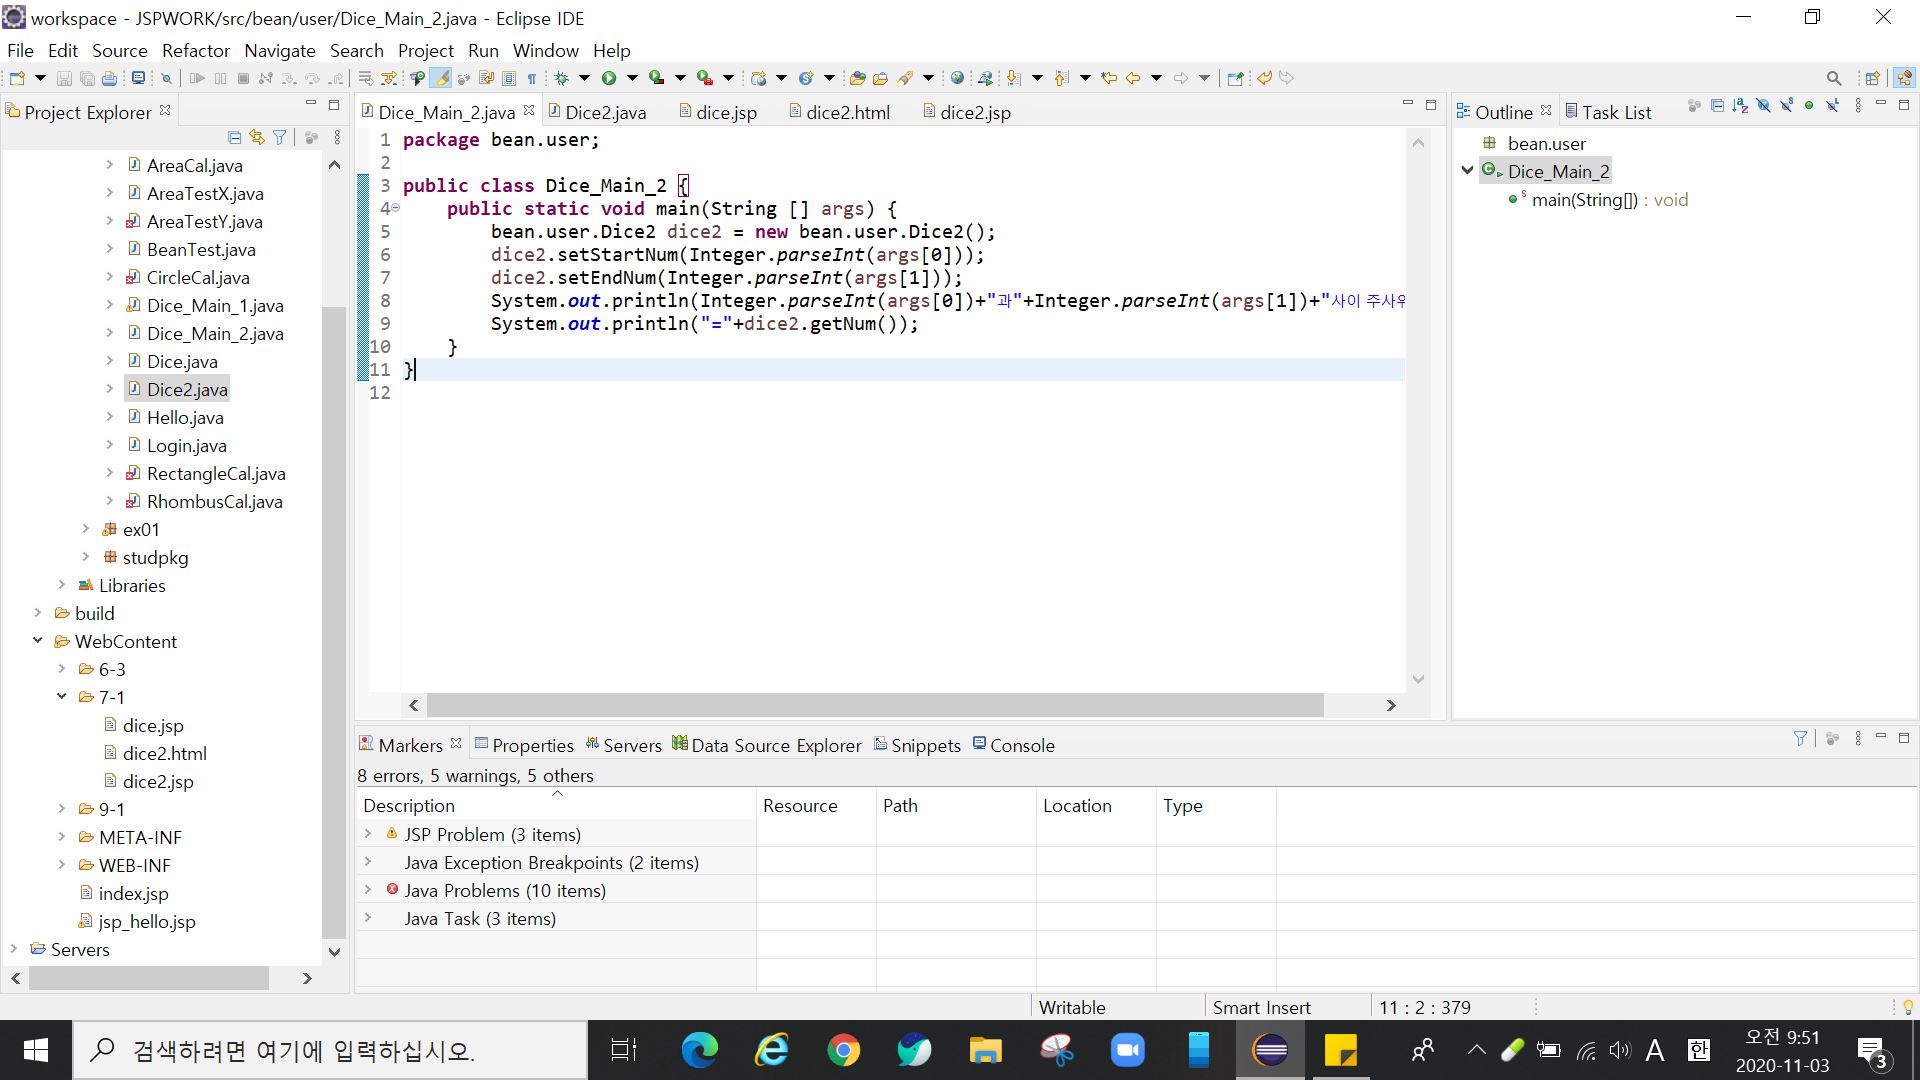 workspace - JSPWORK/src/bean/user/Dice_Main_2.java - Eclipse IDE
File Edit Source Refactor Navigate Search Project Run Window Help
Project Explorer
AreaCal.java
AreaTestX.java
AreaTestY.java
BeanTest.java
CircleCal.java
Dice_Main_1.java
Dice_Main_2.java
Dice.java
Dice2.java
Hello.java
Login.java
RectangleCal.java
RhombusCal.java
ex01
studpkg
Libraries
build
WebContent
6-3
7-1
dice.jsp
dice2.html
dice2.jsp
9-1
META-INF
WEB-INF
index.jsp
jsp_hello.jsp
Servers
Dice_Main_2.java Dice2.java dice.jsp dice2.html dice2.jsp
1 package bean.user;
2
3 public class Dice_Main_2 {
4 public static void main(String [] args) {
5 bean.user.Dice2 dice2 = new bean.user.Dice2();
6 dice2.setStartNum(Integer.parseInt(args[0]));
7 dice2.setEndNum(Integer.parseInt(args[1]));
8 System.out.println(Integer.parseInt(args[0])+"과"+Integer.parseInt(args[1])+"사이 주사위
9 System.out.println("="+dice2.getNum());
10 }
11 }
12
Outline Task List
bean.user
Dice_Main_2
main(String[]) : void
Markers Properties Servers Data Source Explorer Snippets Console
8 errors, 5 warnings, 5 others
Description Resource Path Location Type
JSP Problem (3 items)
Java Exception Breakpoints (2 items)
Java Problems (10 items)
Java Task (3 items)
Writable Smart Insert 11 : 2 : 379
검색하려면 여기에 입력하십시오.
A 한 오전 9:51
2020-11-03 3